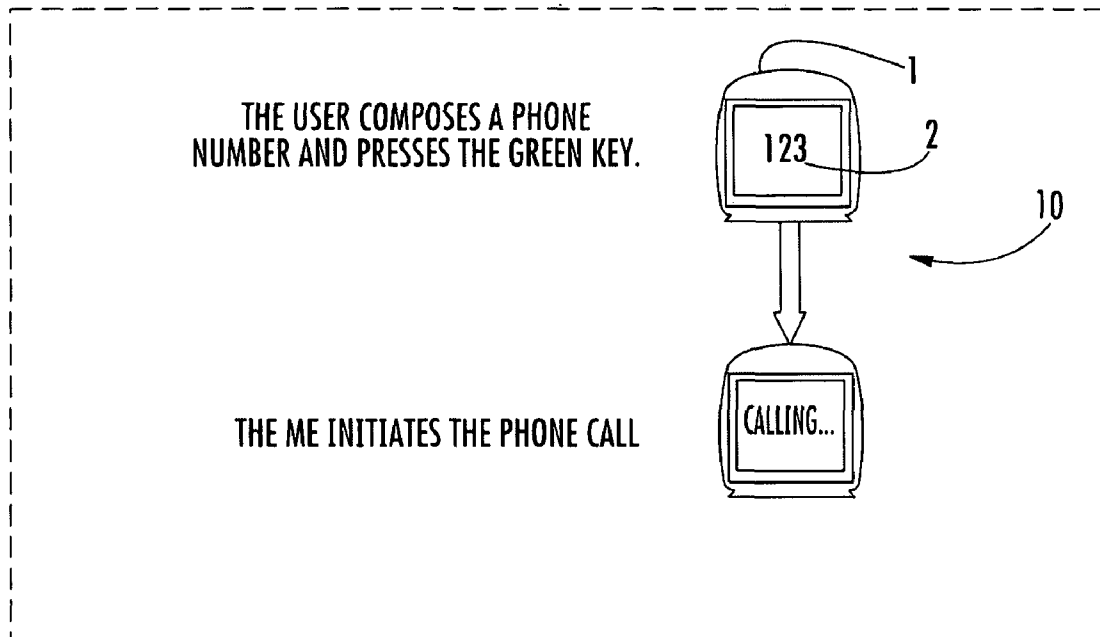 1
THE USER COMPOSES A PHONE
NUMBER AND PRESSES THE GREEN KEY.
123
2
10
THE ME INITIATES THE PHONE CALL
CALLING...